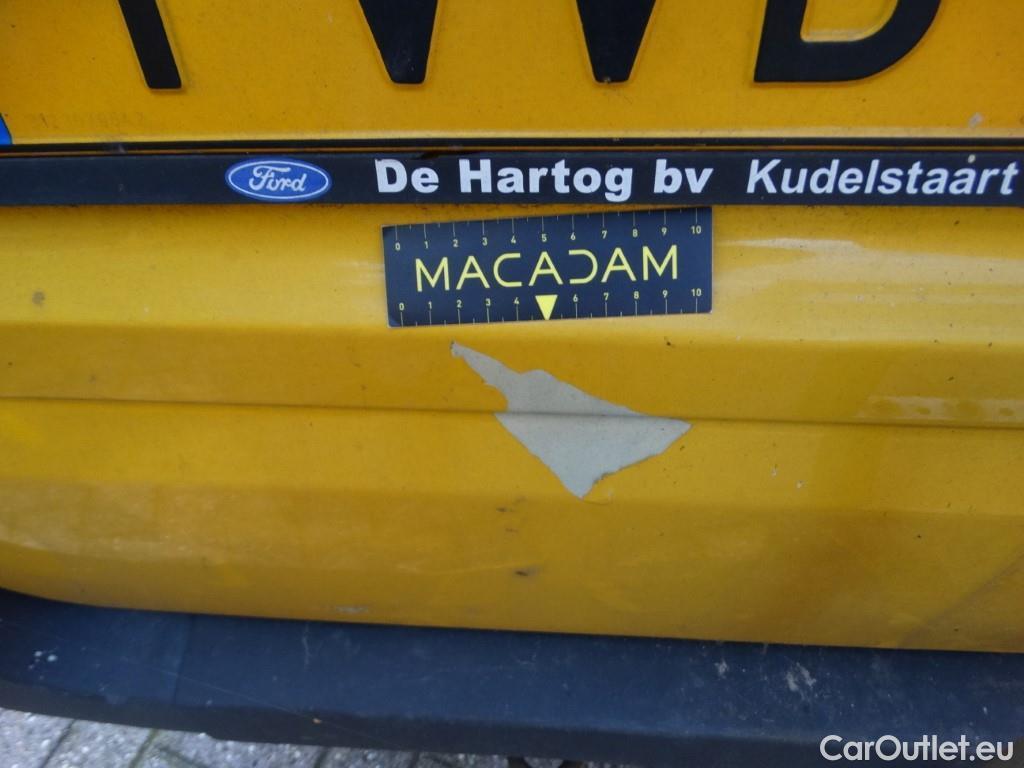 Ford De Hartog bv Kudelstaart
0 1 2 3 4 5 6 7 8 9 10
MACADAM
0 1 2 3 4 6 7 8 9 10
CarOutlet.eu